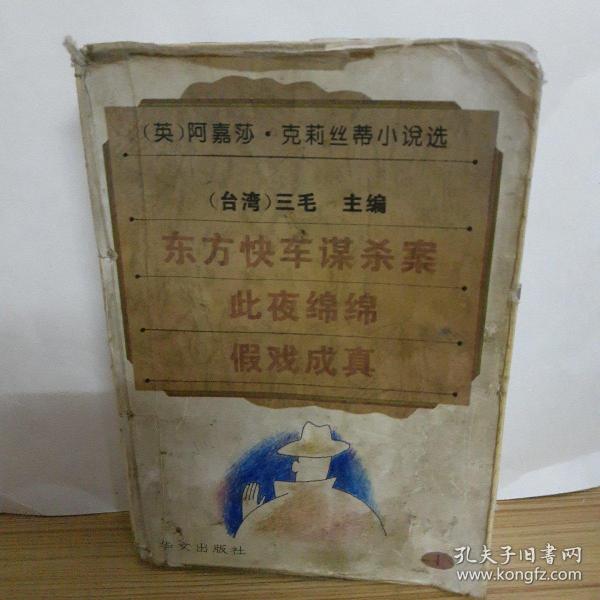 (英)阿嘉莎·克莉丝蒂小说选
(台湾)三毛 主编
东方快车谋杀案
此夜绵绵
假戏成真
华文出版社
1
孔夫子旧书网
www.kongfz.com